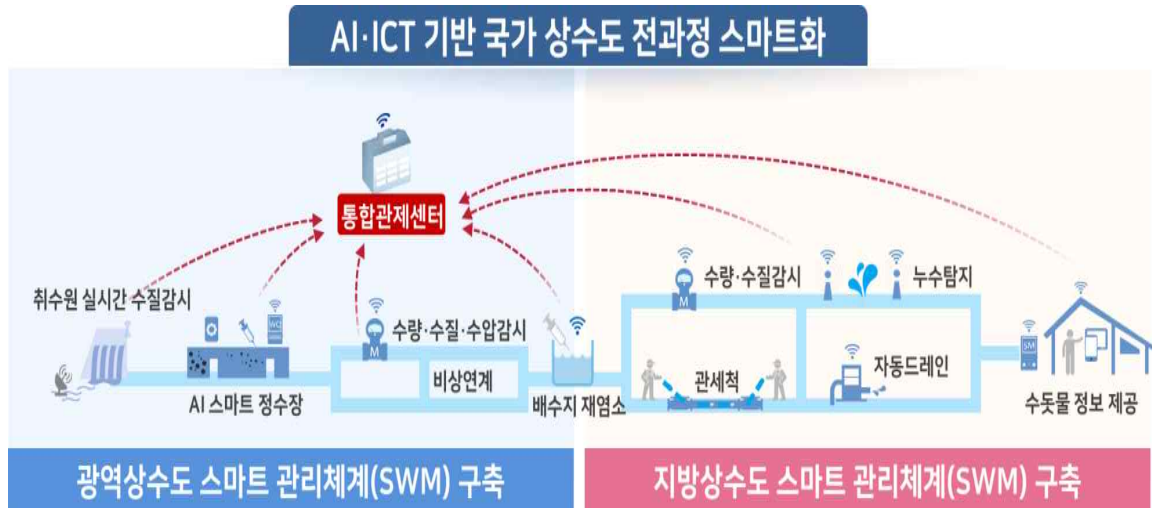 AI·ICT 기반 국가 상수도 전과정 스마트화
통합관제센터
취수원 실시간 수질감시
WQ
AI 스마트 정수장
M
수량·수질·수압감시
비상연계
배수지 재염소
수량·수질감시
M
누수탐지
관세척
자동드레인
SM
수돗물 정보 제공
광역상수도 스마트 관리체계(SWM) 구축
지방상수도 스마트 관리체계(SWM) 구축